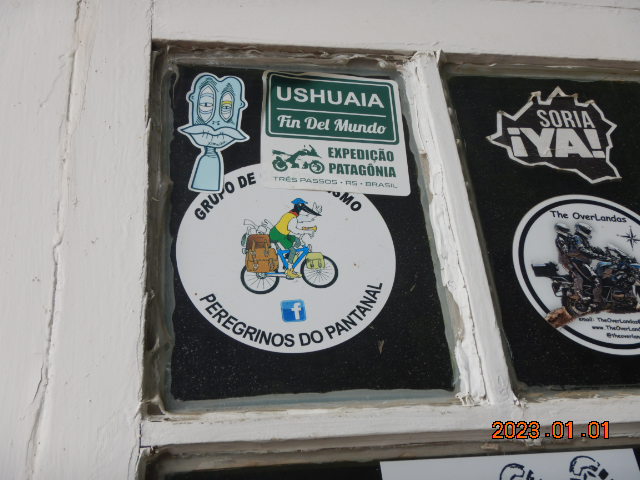 USHUAIA
Fin Del Mundo
EXPEDIÇÃO
PATAGÔNIA
TRÊS PASSOS - RS - BRASIL
GRUPO DE
PEREGRINOS DO PANTANAL
f
SORIA
¡YA!
The OverLandas
email:
2023.01.01